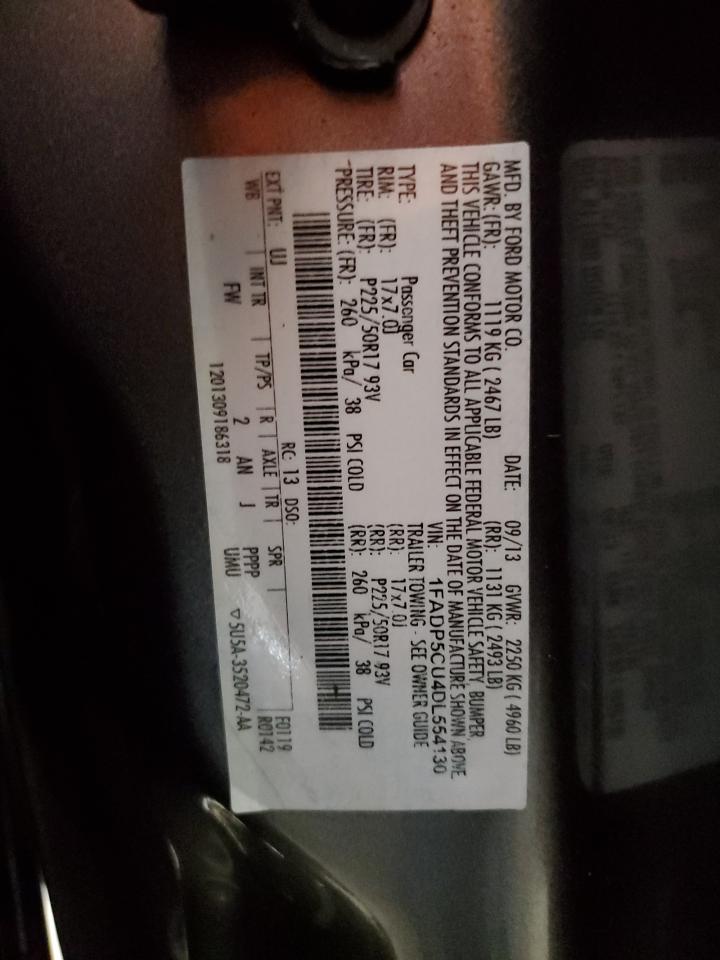 MFD. BY FORD MOTOR CO. DATE: 09/13 GVWR: 2250 KG ( 4960 LB)
GAWR: (FR): 1119 KG ( 2467 LB) (RR): 1131 KG ( 2493 LB)
THIS VEHICLE CONFORMS TO ALL APPLICABLE FEDERAL MOTOR VEHICLE SAFETY, BUMPER,
AND THEFT PREVENTION STANDARDS IN EFFECT ON THE DATE OF MANUFACTURE SHOWN ABOVE
VIN: 1FADP5CU4DL554130
TYPE: Passenger Car TRAILER TOWING - SEE OWNER GUIDE
RIM: (FR): 17x7.0J (RR): 17x7.0J
TIRE: (FR): P225/50R17 93V (RR): P225/50R17 93V
PRESSURE: (FR): 260 kPa/ 38 PSI COLD (RR): 260 kPa/ 38 PSI COLD
RC: 13 DSO: F0119
EXT PNT: UJ R0142
WB | INT TR | TP/PS | R | AXLE | TR | SPR |
FW 2 AN J PPPP
UMU
1201309186318 ▽5U5A-3520472-AA